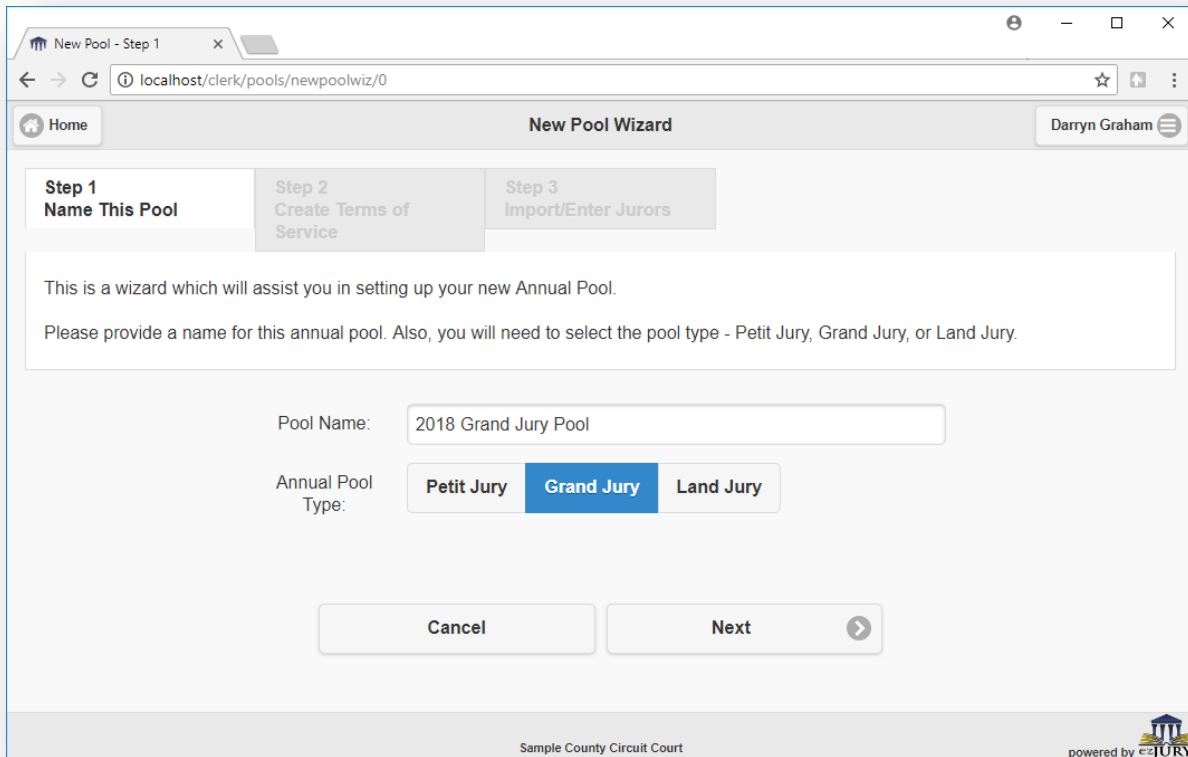 New Pool - Step 1
localhost/clerk/pools/newpoolwiz/0
Home
New Pool Wizard
Darryn Graham
Step 1
Name This Pool
Step 2
Create Terms of
Service
Step 3
Import/Enter Jurors
This is a wizard which will assist you in setting up your new Annual Pool.
Please provide a name for this annual pool. Also, you will need to select the pool type - Petit Jury, Grand Jury, or Land Jury.
Pool Name:
2018 Grand Jury Pool
Annual Pool
Type:
Petit Jury
Grand Jury
Land Jury
Cancel
Next
Sample County Circuit Court
powered by ezJURY